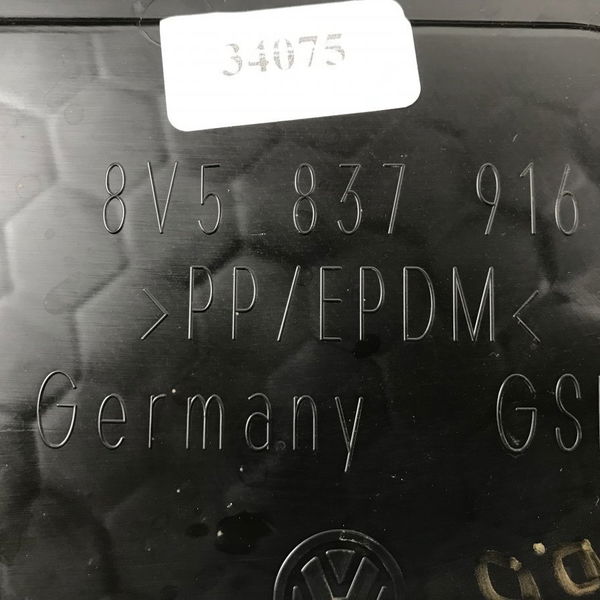 34075
8V5 837 916
>PP/EPDM<
Germany